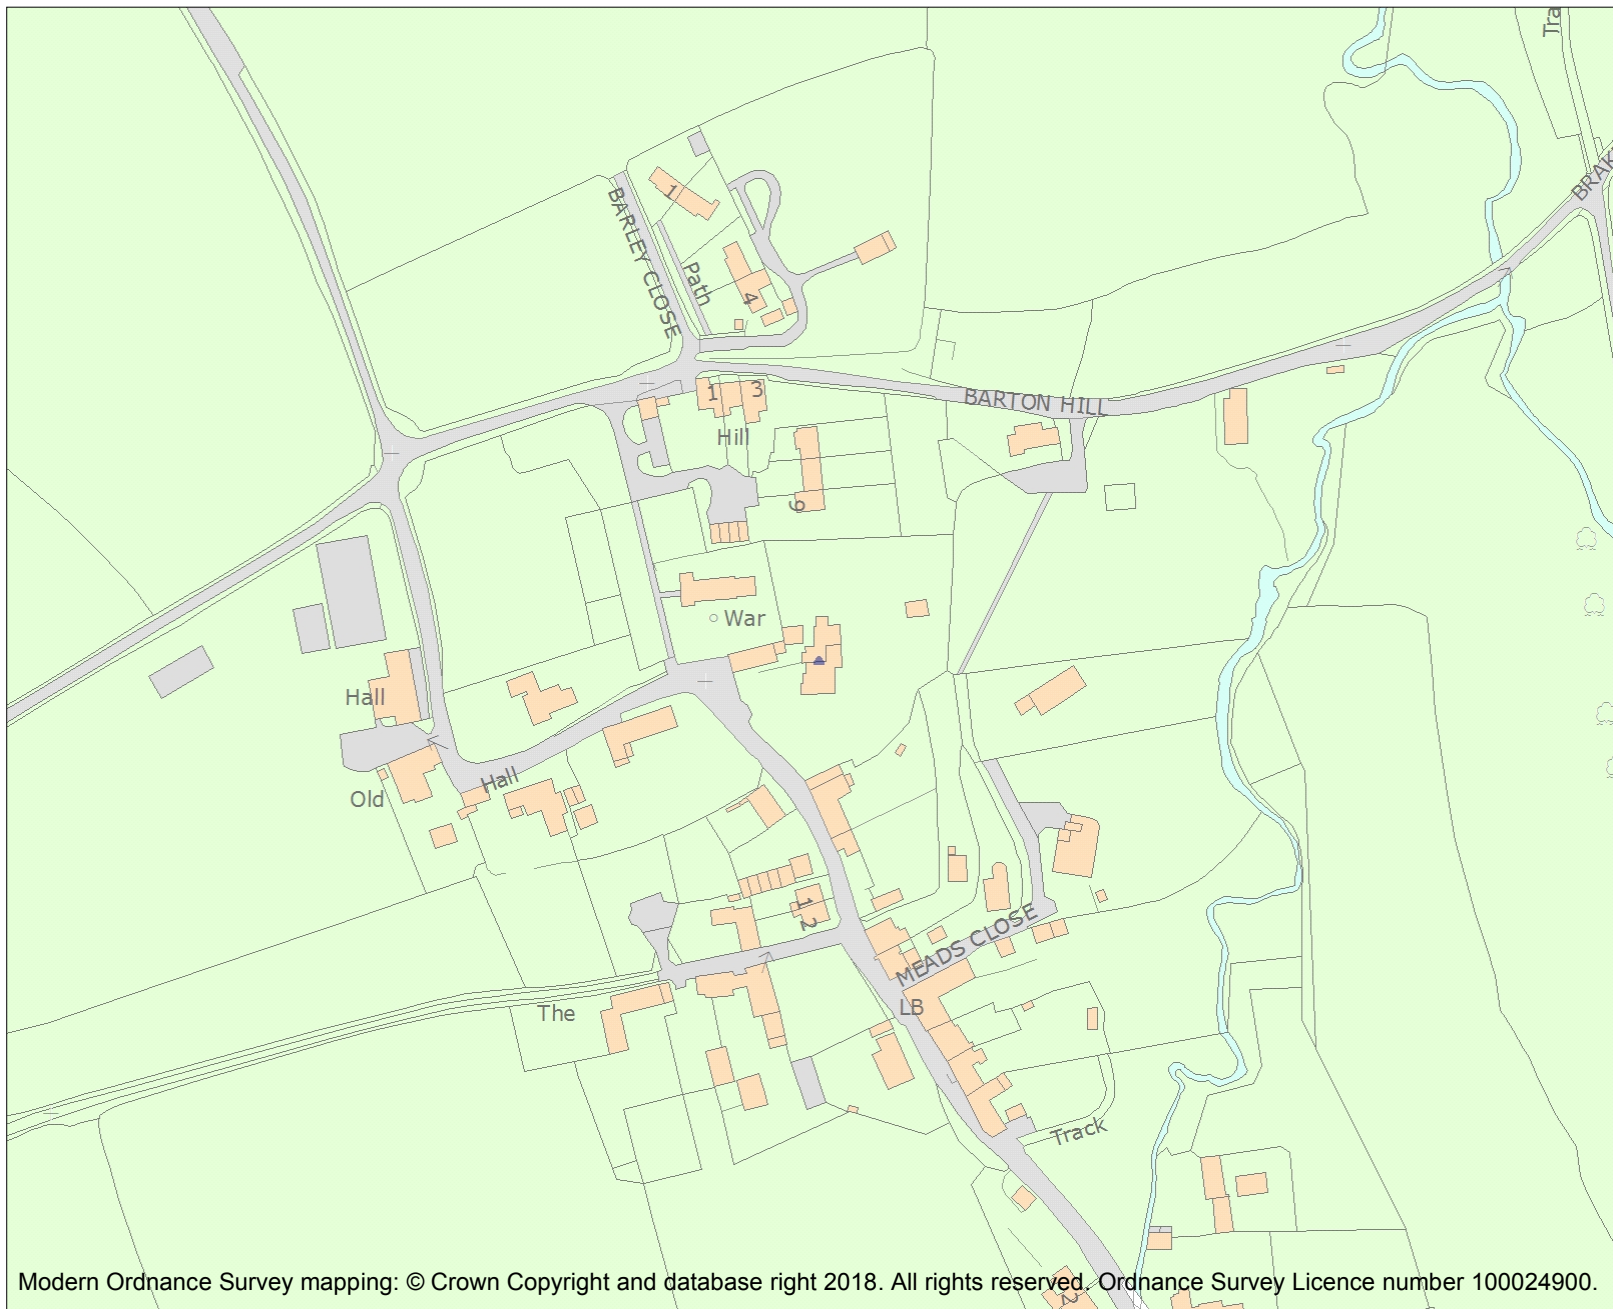 Tra
BRAK
1
BARLEY CLOSE
Path
4
1
3
BARTON HILL
Hill
9
War
Hall
Hall
Old
1
2
MEADS CLOSE
The
LB
Track
2
Modern Ordnance Survey mapping: © Crown Copyright and database right 2018. All rights reserved. Ordnance Survey Licence number 100024900.